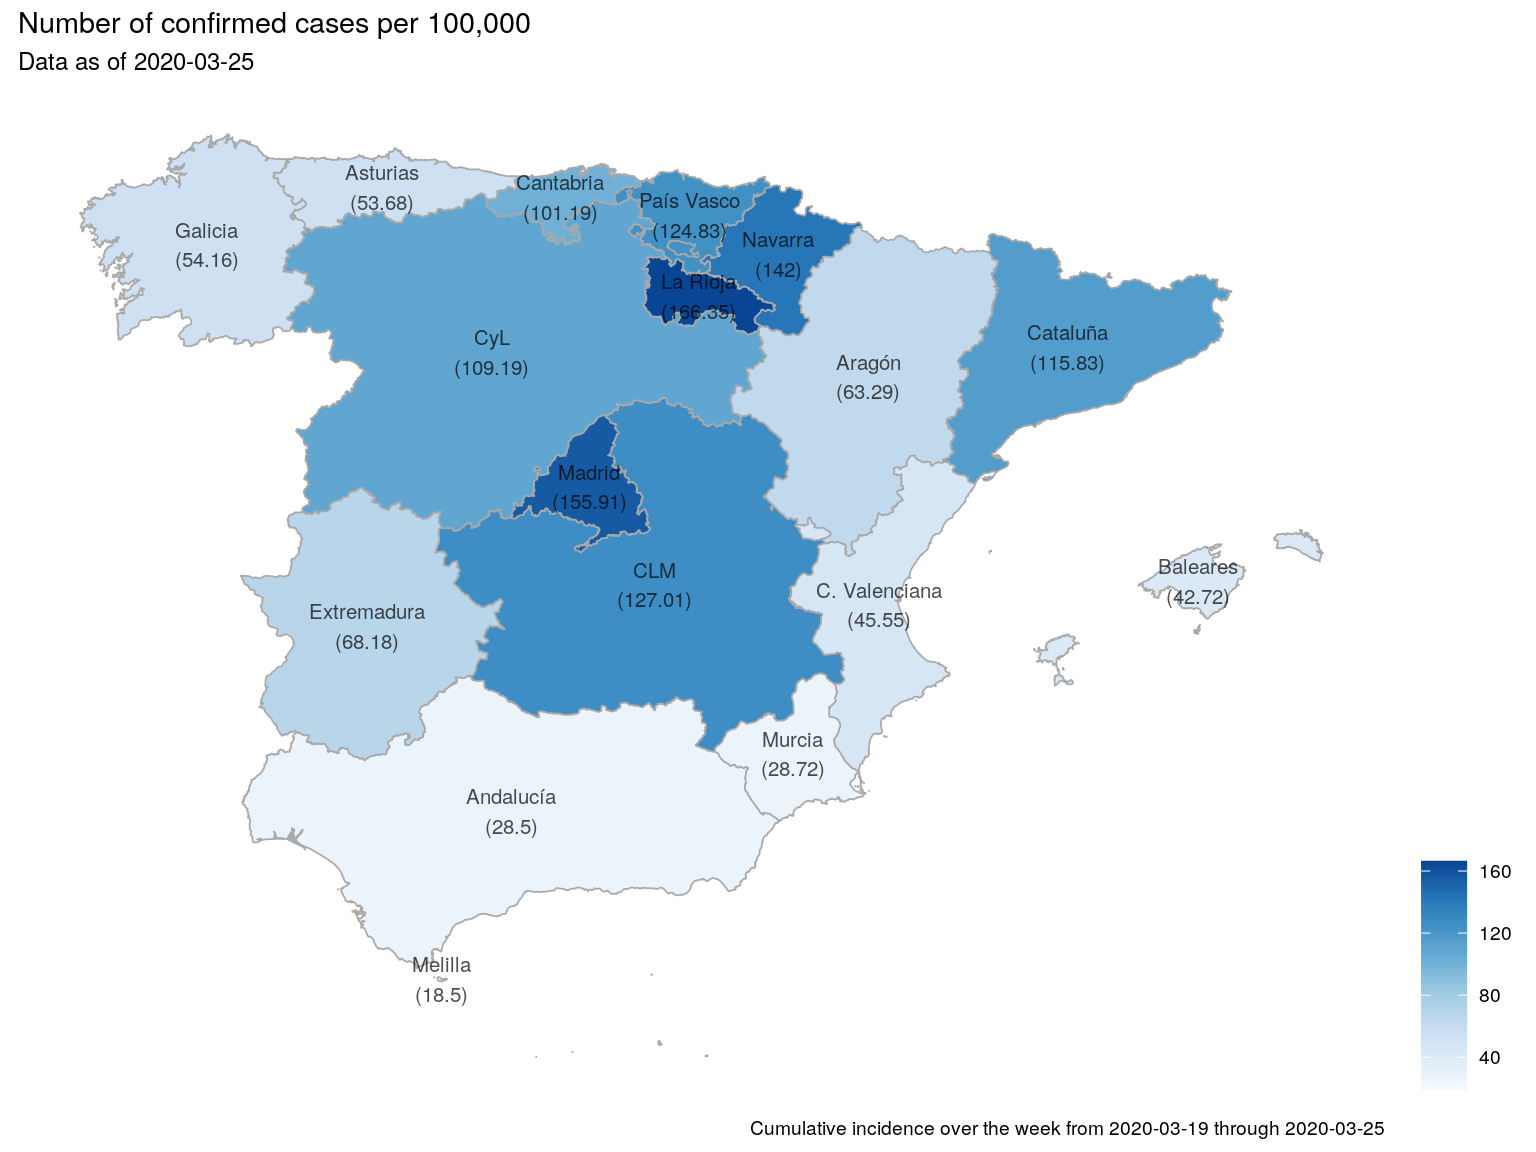 Number of confirmed cases per 100,000
Data as of 2020-03-25
Asturias
(53.68)
Cantabria
(101.19)
País Vasco
(124.83)
Galicia
(54.16)
Navarra
(142)
La Rioja
(166.35)
CyL
(109.19)
Cataluña
(115.83)
Aragón
(63.29)
Madrid
(155.91)
CLM
(127.01)
Baleares
(42.72)
C. Valenciana
(45.55)
Extremadura
(68.18)
Murcia
(28.72)
Andalucía
(28.5)
Melilla
(18.5)
160
120
80
40
Cumulative incidence over the week from 2020-03-19 through 2020-03-25